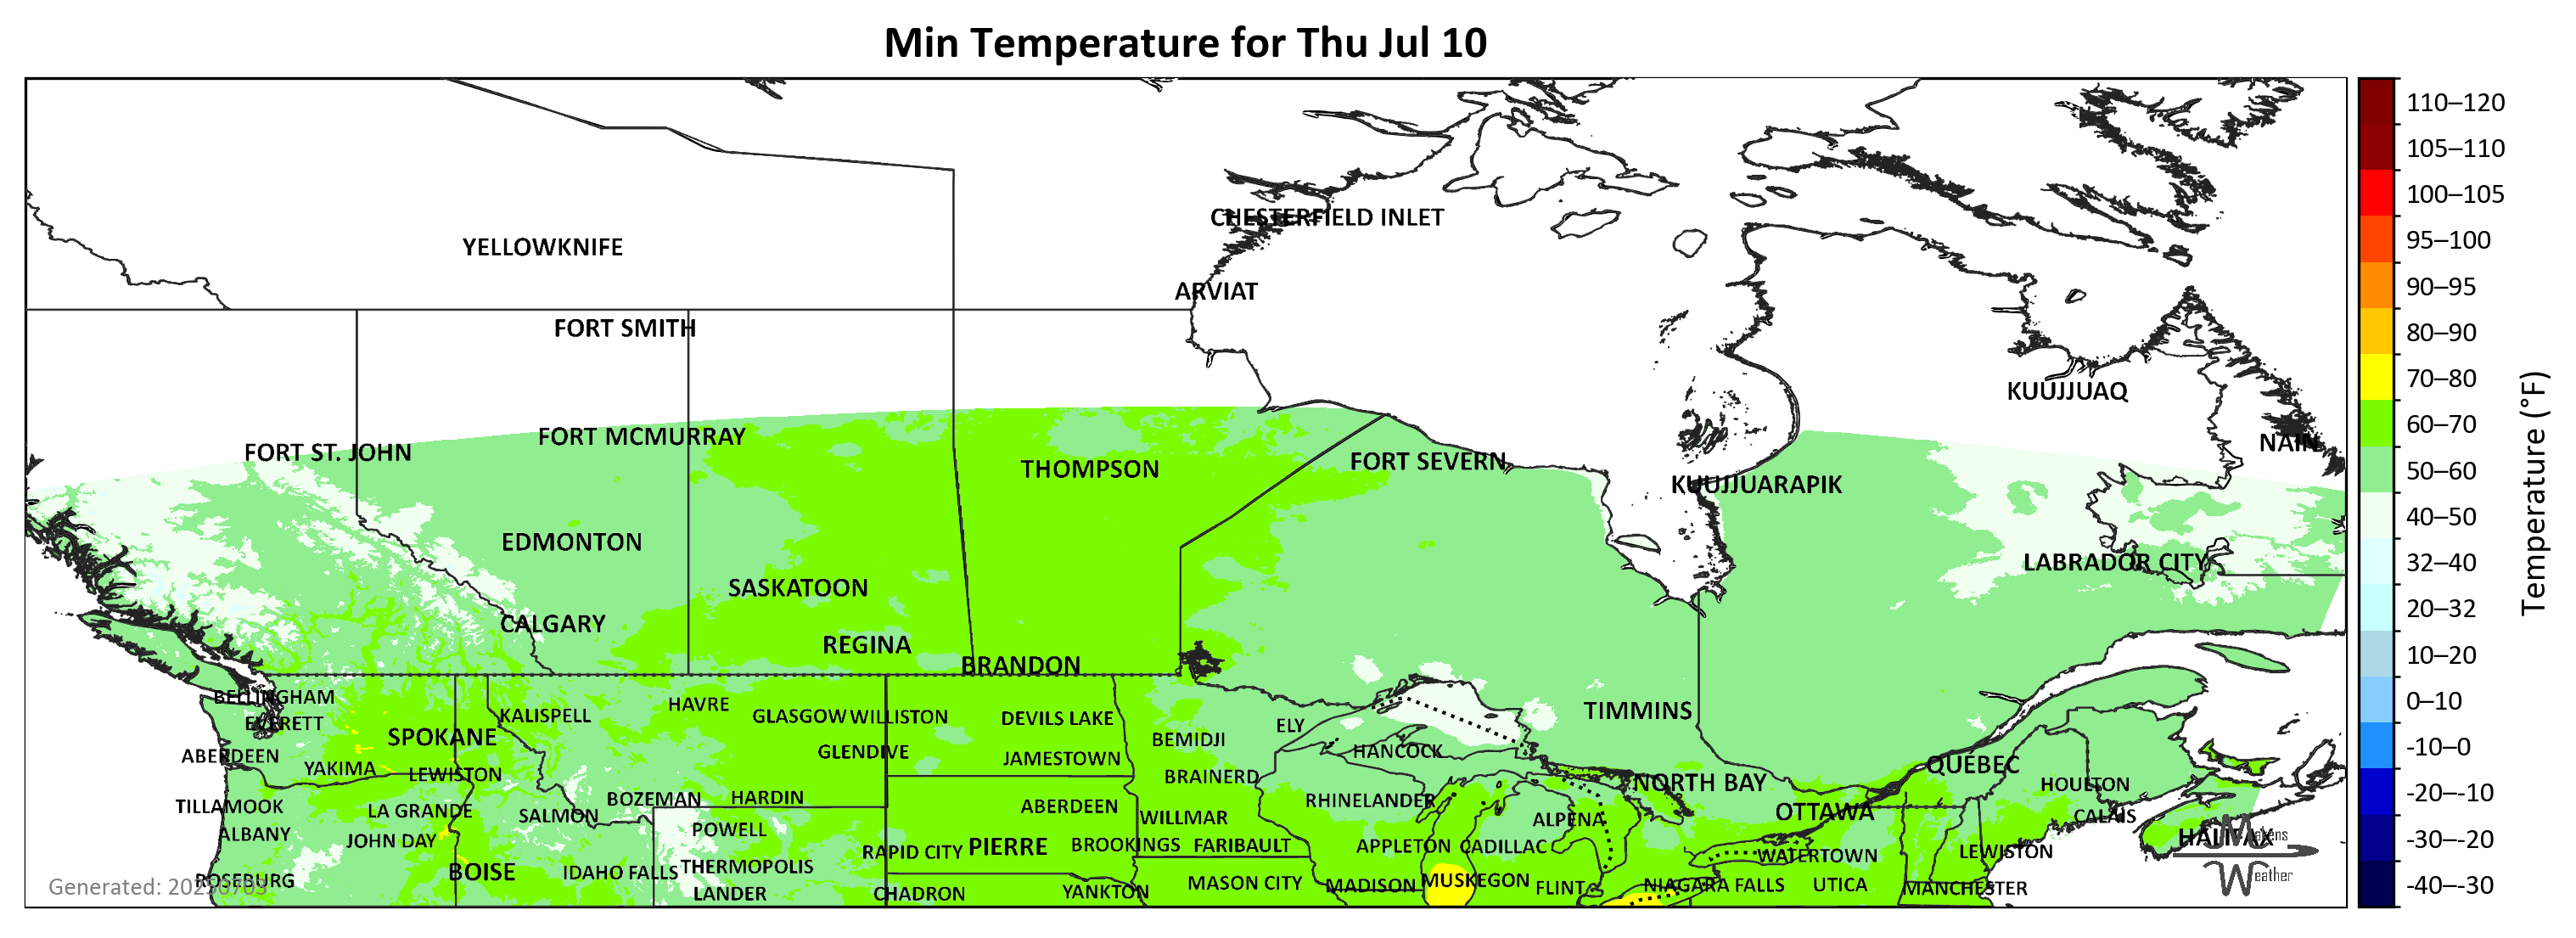 Min Temperature for Thu Jul 10
110–120
105–110
100–105
95–100
90–95
80–90
70–80
60–70
50–60
40–50
32–40
20–32
10–20
0–10
-10–0
-20–-10
-30–-20
-40–-30
Temperature (°F)
CHESTERFIELD INLET
YELLOWKNIFE
ARVIAT
FORT SMITH
KUUJJUAQ
FORT MCMURRAY
NAIN
FORT ST. JOHN
FORT SEVERN
THOMPSON
KUUJJUARAPIK
EDMONTON
LABRADOR CITY
SASKATOON
CALGARY
REGINA
BRANDON
BELLINGHAM
HAVRE
TIMMINS
KALISPELL
GLASGOW
WILLISTON
DEVILS LAKE
EVERETT
ELY
SPOKANE
BEMIDJI
HANCOCK
GLENDIVE
ABERDEEN
JAMESTOWN
QUÉBEC
YAKIMA
LEWISTON
BRAINERD
NORTH BAY
HOULTON
BOZEMAN
HARDIN
RHINELANDER
TILLAMOOK
ABERDEEN
LA GRANDE
SALMON
OTTAWA
CALAIS
WILLMAR
ALPENA
POWELL
ALBANY
JOHN DAY
HALIFAX
BROOKINGS
FARIBAULT
APPLETON
CADILLAC
PIERRE
RAPID CITY
LEWISTON
WATERTOWN
THERMOPOLIS
BOISE
IDAHO FALLS
ROSEBURG
MUSKEGON
MASON CITY
MADISON
FLINT
NIAGARA FALLS
UTICA
MANCHESTER
LANDER
CHADRON
YANKTON
Generated: 20250703
Makens
Weather